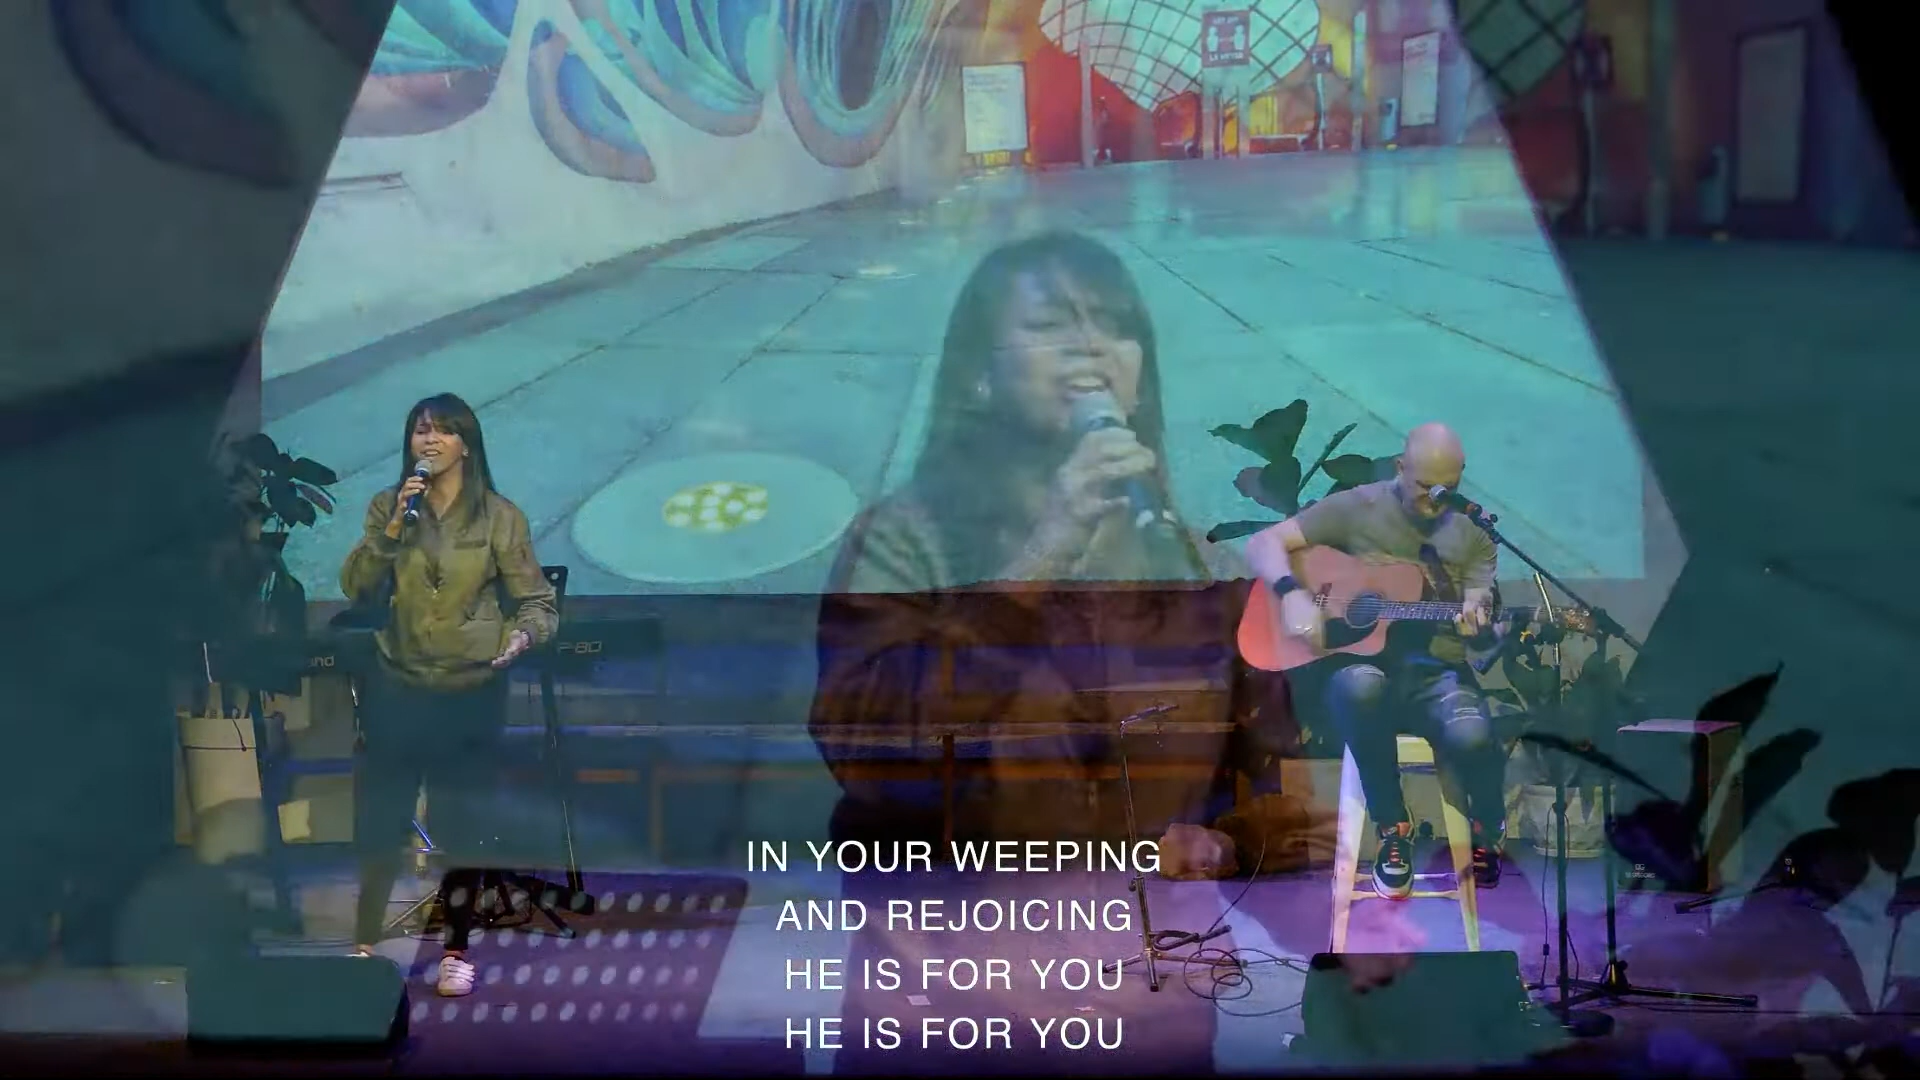 IN YOUR WEEPING
AND REJOICING
HE IS FOR YOU
HE IS FOR YOU